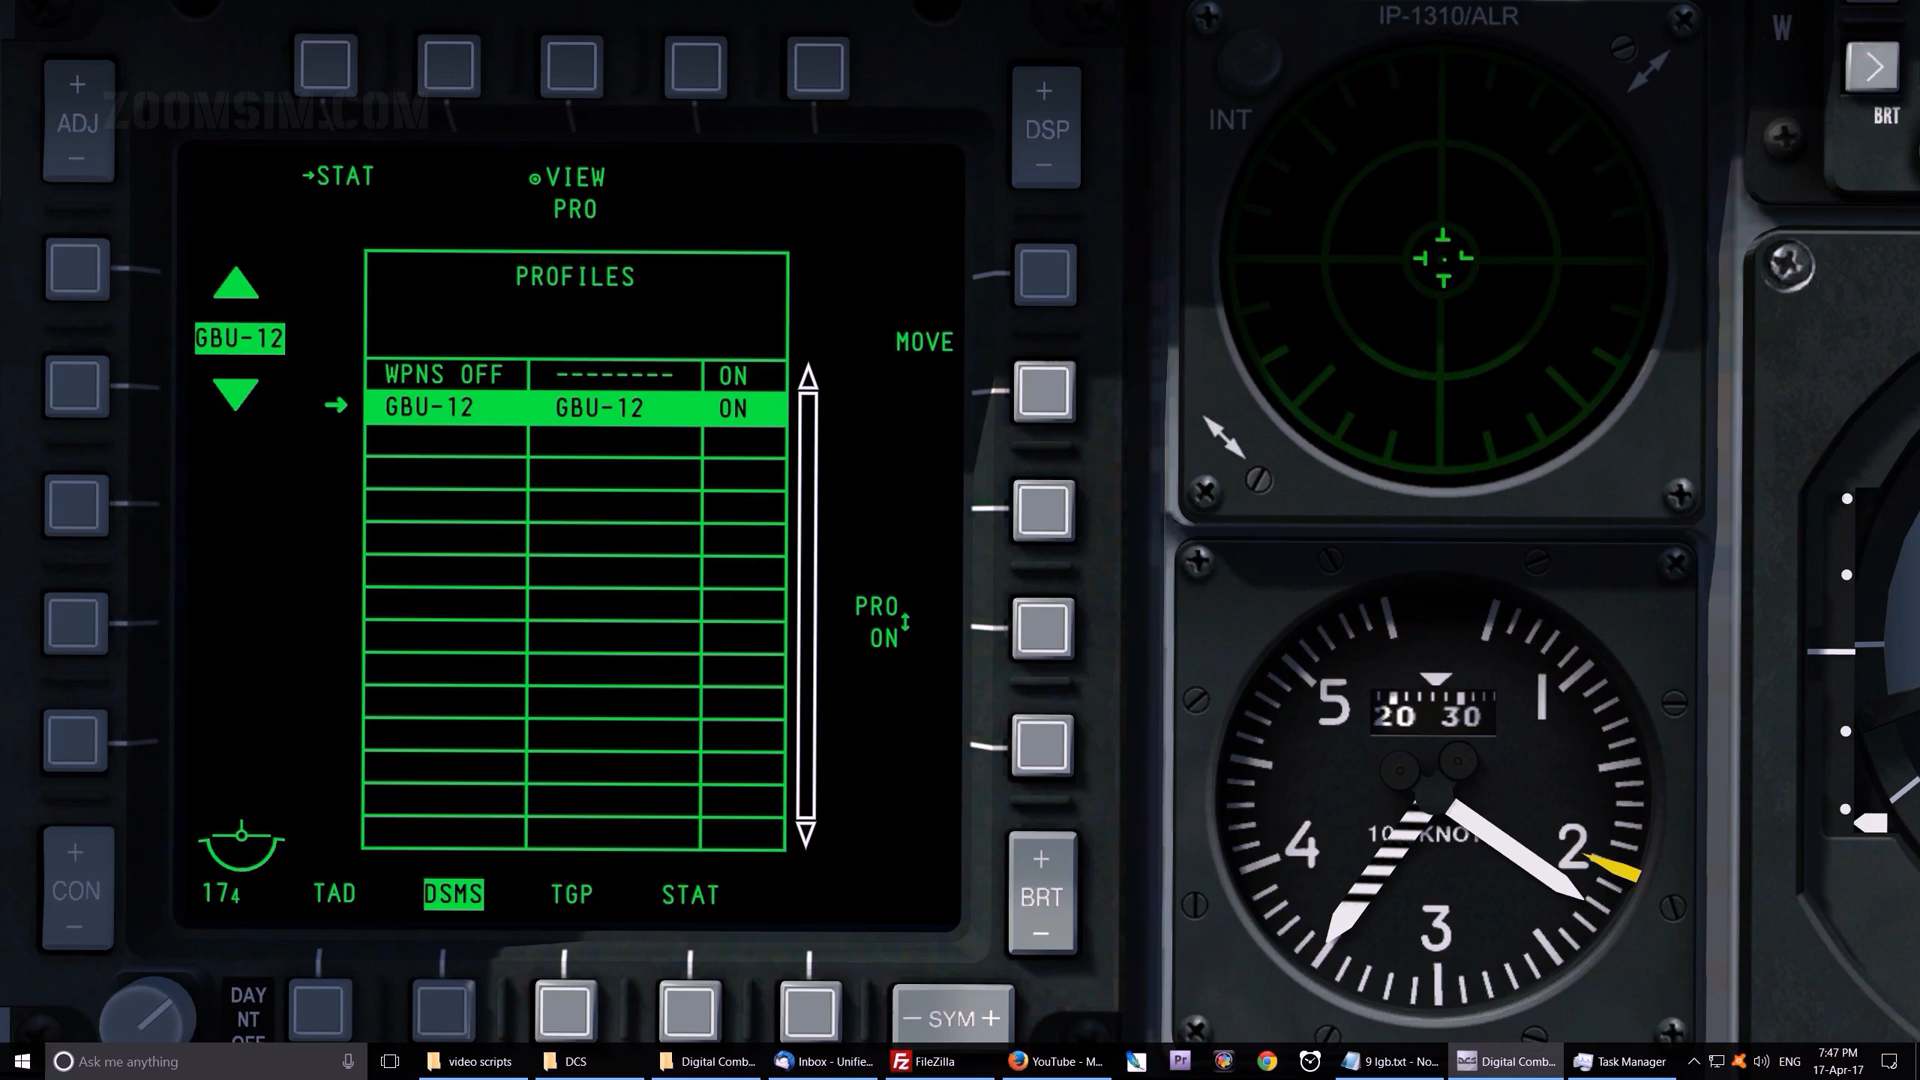 IP-1310/ALR
W
ZOOMSIM.COM
+
ADJ
-
+
DSP
-
INT
BRT
→STAT
VIEW
PRO
PROFILES
GBU-12
MOVE
WPNS OFF -------- ON
GBU-12 GBU-12 ON
PRO
ON
174 TAD DSMS TGP STAT
+
CON
-
+
BRT
-
5 1
20 30
4 2
3
DAY
NT
- SYM +
Ask me anything
video scripts
DCS
Digital Comb...
Inbox - Unifie...
FileZilla
YouTube - M...
Pr
9 lgb.txt - No...
DCS
Digital Comb...
Task Manager
ENG
7:47 PM
17-Apr-17